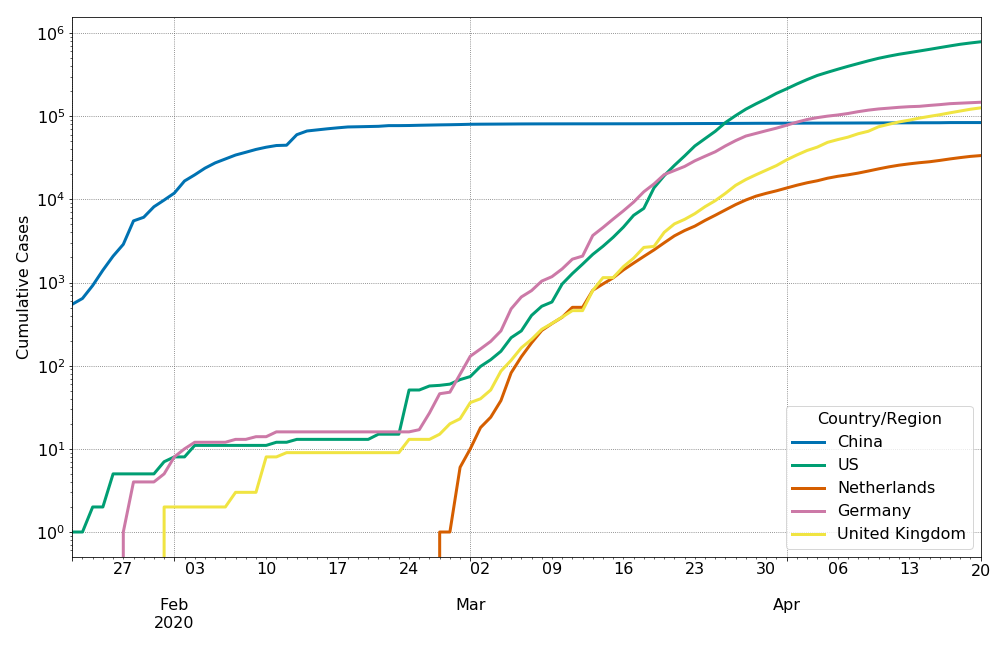 10⁶
10⁵
10⁴
10³
10²
10¹
10⁰
Cumulative Cases
Country/Region
China
US
Netherlands
Germany
United Kingdom
27 03 10 17 24 02 09 16 23 30 06 13 20
Feb Mar Apr
2020